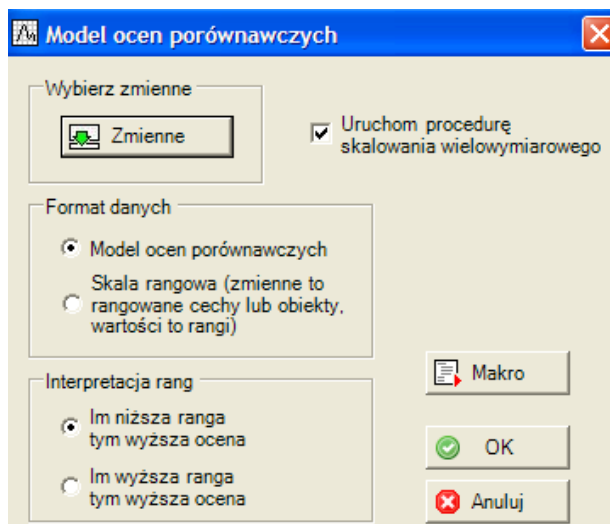 Model ocen porównawczych
Wybierz zmienne
Zmienne
Uruchom procedurę
skalowania wielowymiarowego
Format danych
Model ocen porównawczych
Skala rangowa (zmienne to
rangowane cechy lub obiekty,
wartości to rangi)
Interpretacja rang
Im niższa ranga
tym wyższa ocena
Im wyższa ranga
tym wyższa ocena
Makro
OK
Anuluj